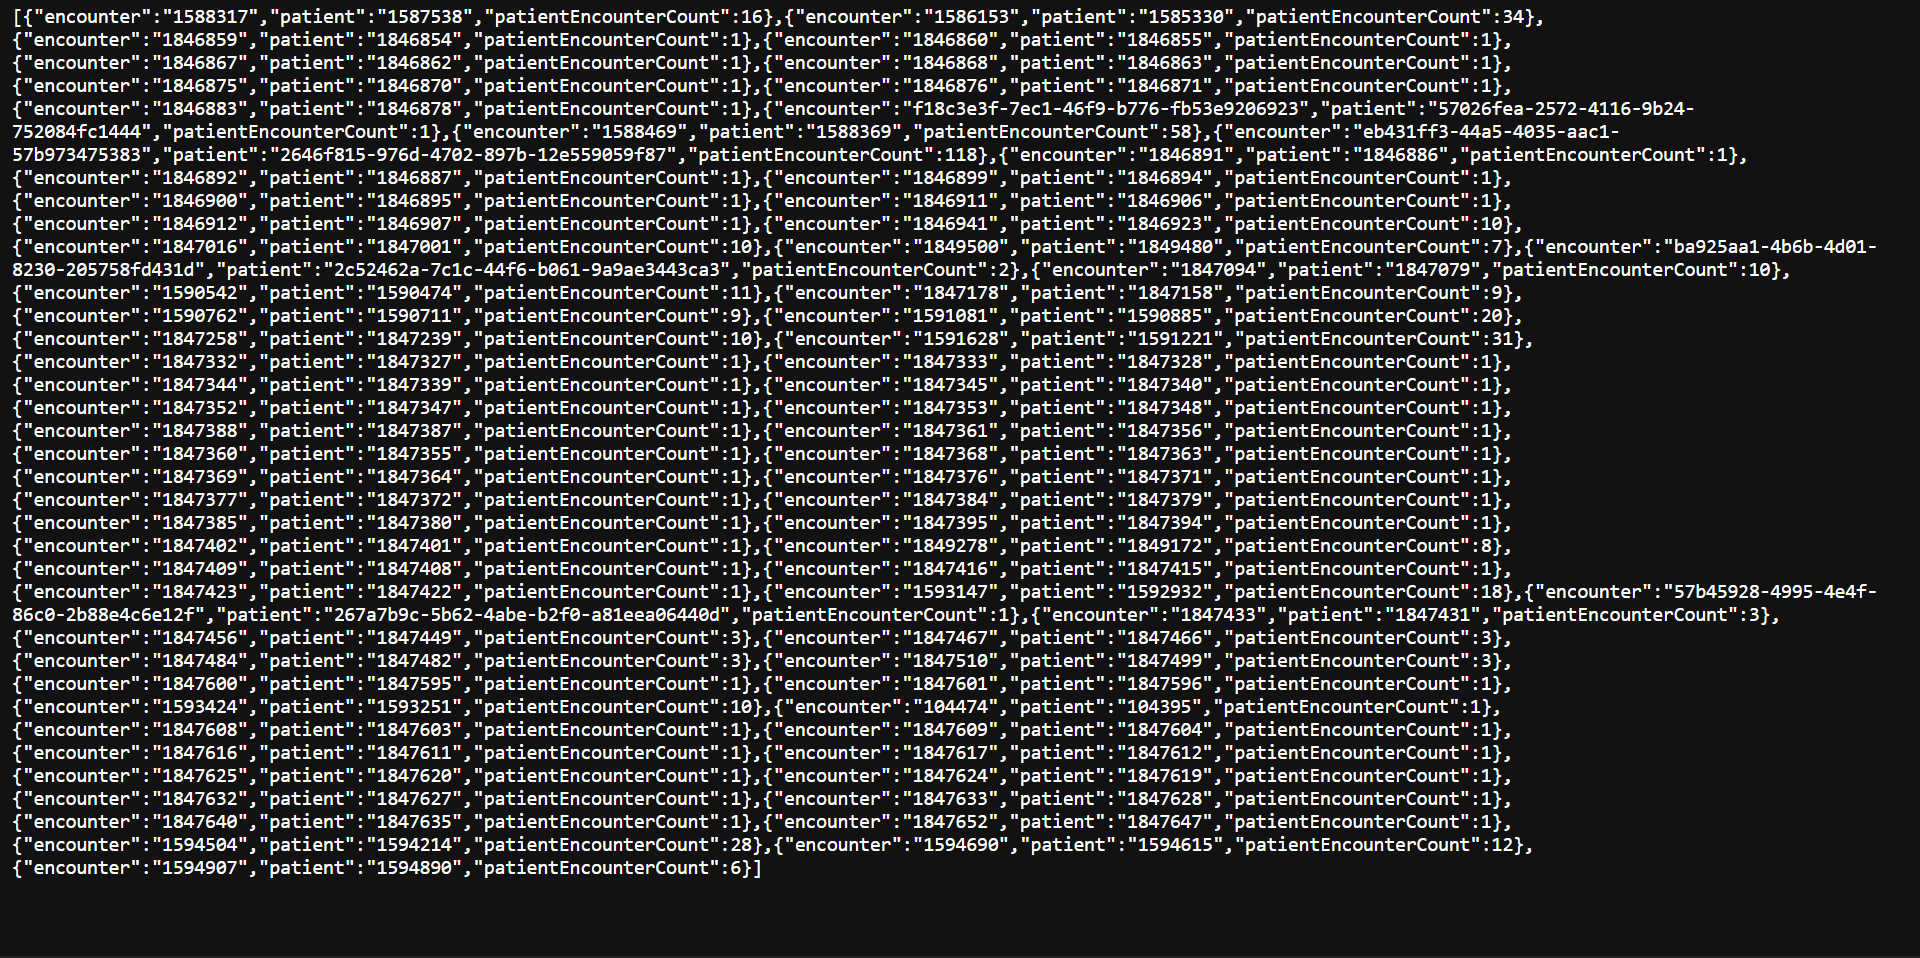 [{"encounter":"1588317","patient":"1587538","patientEncounterCount":16},{"encounter":"1586153","patient":"1585330","patientEncounterCount":34},
{"encounter":"1846859","patient":"1846854","patientEncounterCount":1},{"encounter":"1846860","patient":"1846855","patientEncounterCount":1},
{"encounter":"1846867","patient":"1846862","patientEncounterCount":1},{"encounter":"1846868","patient":"1846863","patientEncounterCount":1},
{"encounter":"1846875","patient":"1846870","patientEncounterCount":1},{"encounter":"1846876","patient":"1846871","patientEncounterCount":1},
{"encounter":"1846883","patient":"1846878","patientEncounterCount":1},{"encounter":"f18c3e3f-7ec1-46f9-b776-fb53e9206923","patient":"57026fea-2572-4116-9b24-
752084fc1444","patientEncounterCount":1},{"encounter":"1588469","patient":"1588369","patientEncounterCount":58},{"encounter":"eb431ff3-44a5-4035-aac1-
57b973475383","patient":"2646f815-976d-4702-897b-12e559059f87","patientEncounterCount":118},{"encounter":"1846891","patient":"1846886","patientEncounterCount":1},
{"encounter":"1846892","patient":"1846887","patientEncounterCount":1},{"encounter":"1846899","patient":"1846894","patientEncounterCount":1},
{"encounter":"1846900","patient":"1846895","patientEncounterCount":1},{"encounter":"1846911","patient":"1846906","patientEncounterCount":1},
{"encounter":"1846912","patient":"1846907","patientEncounterCount":1},{"encounter":"1846941","patient":"1846923","patientEncounterCount":10},
{"encounter":"1847016","patient":"1847001","patientEncounterCount":10},{"encounter":"1849500","patient":"1849480","patientEncounterCount":7},{"encounter":"ba925aa1-4b6b-4d01-
8230-205758fd431d","patient":"2c52462a-7c1c-44f6-b061-9a9ae3443ca3","patientEncounterCount":2},{"encounter":"1847094","patient":"1847079","patientEncounterCount":10},
{"encounter":"1590542","patient":"1590474","patientEncounterCount":11},{"encounter":"1847178","patient":"1847158","patientEncounterCount":9},
{"encounter":"1590762","patient":"1590711","patientEncounterCount":9},{"encounter":"1591081","patient":"1590885","patientEncounterCount":20},
{"encounter":"1847258","patient":"1847239","patientEncounterCount":10},{"encounter":"1591628","patient":"1591221","patientEncounterCount":31},
{"encounter":"1847332","patient":"1847327","patientEncounterCount":1},{"encounter":"1847333","patient":"1847328","patientEncounterCount":1},
{"encounter":"1847344","patient":"1847339","patientEncounterCount":1},{"encounter":"1847345","patient":"1847340","patientEncounterCount":1},
{"encounter":"1847352","patient":"1847347","patientEncounterCount":1},{"encounter":"1847353","patient":"1847348","patientEncounterCount":1},
{"encounter":"1847388","patient":"1847387","patientEncounterCount":1},{"encounter":"1847361","patient":"1847356","patientEncounterCount":1},
{"encounter":"1847360","patient":"1847355","patientEncounterCount":1},{"encounter":"1847368","patient":"1847363","patientEncounterCount":1},
{"encounter":"1847369","patient":"1847364","patientEncounterCount":1},{"encounter":"1847376","patient":"1847371","patientEncounterCount":1},
{"encounter":"1847377","patient":"1847372","patientEncounterCount":1},{"encounter":"1847384","patient":"1847379","patientEncounterCount":1},
{"encounter":"1847385","patient":"1847380","patientEncounterCount":1},{"encounter":"1847395","patient":"1847394","patientEncounterCount":1},
{"encounter":"1847402","patient":"1847401","patientEncounterCount":1},{"encounter":"1849278","patient":"1849172","patientEncounterCount":8},
{"encounter":"1847409","patient":"1847408","patientEncounterCount":1},{"encounter":"1847416","patient":"1847415","patientEncounterCount":1},
{"encounter":"1847423","patient":"1847422","patientEncounterCount":1},{"encounter":"1593147","patient":"1592932","patientEncounterCount":18},{"encounter":"57b45928-4995-4e4f-
86c0-2b88e4c6e12f","patient":"267a7b9c-5b62-4abe-b2f0-a81eea06440d","patientEncounterCount":1},{"encounter":"1847433","patient":"1847431","patientEncounterCount":3},
{"encounter":"1847456","patient":"1847449","patientEncounterCount":3},{"encounter":"1847467","patient":"1847466","patientEncounterCount":3},
{"encounter":"1847484","patient":"1847482","patientEncounterCount":3},{"encounter":"1847510","patient":"1847499","patientEncounterCount":3},
{"encounter":"1847600","patient":"1847595","patientEncounterCount":1},{"encounter":"1847601","patient":"1847596","patientEncounterCount":1},
{"encounter":"1593424","patient":"1593251","patientEncounterCount":10},{"encounter":"104474","patient":"104395","patientEncounterCount":1},
{"encounter":"1847608","patient":"1847603","patientEncounterCount":1},{"encounter":"1847609","patient":"1847604","patientEncounterCount":1},
{"encounter":"1847616","patient":"1847611","patientEncounterCount":1},{"encounter":"1847617","patient":"1847612","patientEncounterCount":1},
{"encounter":"1847625","patient":"1847620","patientEncounterCount":1},{"encounter":"1847624","patient":"1847619","patientEncounterCount":1},
{"encounter":"1847632","patient":"1847627","patientEncounterCount":1},{"encounter":"1847633","patient":"1847628","patientEncounterCount":1},
{"encounter":"1847640","patient":"1847635","patientEncounterCount":1},{"encounter":"1847652","patient":"1847647","patientEncounterCount":1},
{"encounter":"1594504","patient":"1594214","patientEncounterCount":28},{"encounter":"1594690","patient":"1594615","patientEncounterCount":12},
{"encounter":"1594907","patient":"1594890","patientEncounterCount":6}]